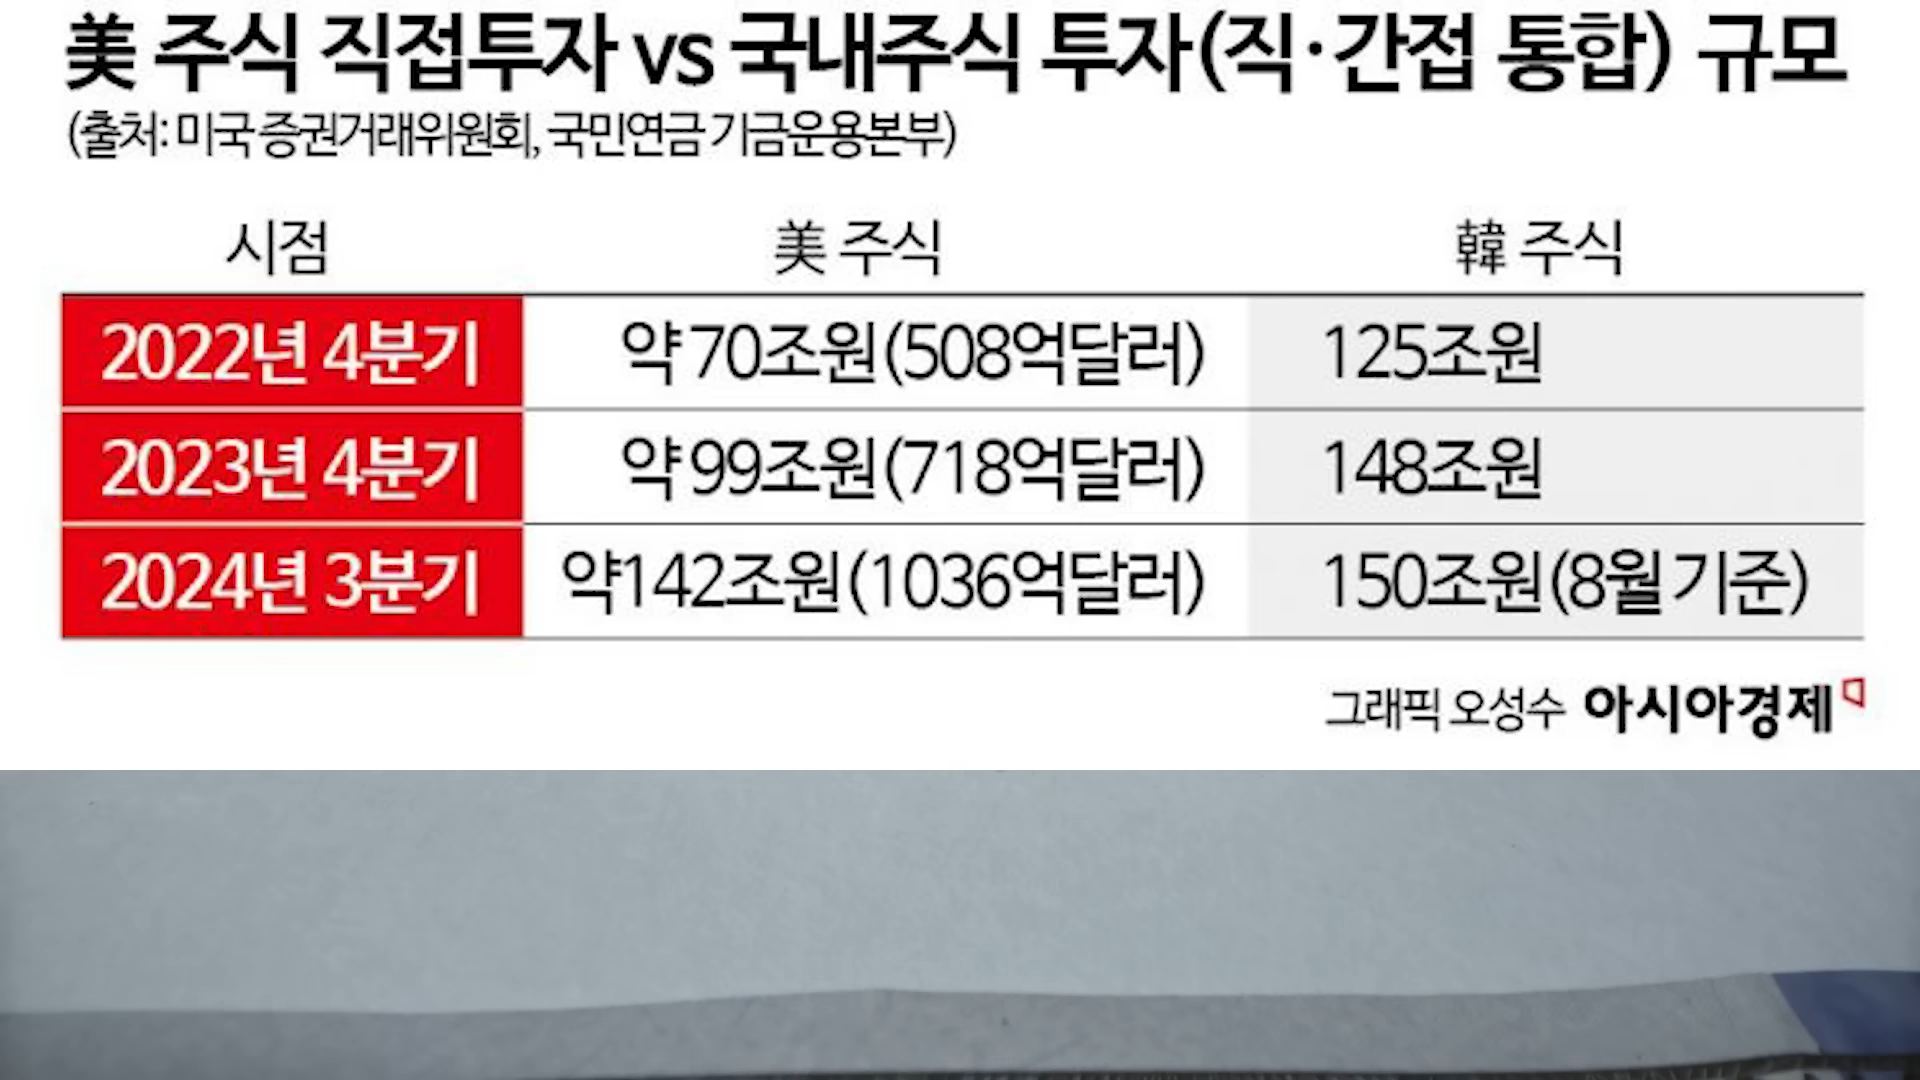 美 주식 직접투자 vs 국내주식 투자(직·간접 통합) 규모
(출처: 미국 증권거래위원회, 국민연금 기금운용본부)
시점 美 주식 韓 주식
2022년 4분기 약 70조원(508억달러) 125조원
2023년 4분기 약 99조원(718억달러) 148조원
2024년 3분기 약142조원(1036억달러) 150조원(8월 기준)
그래픽 오성수 아시아경제